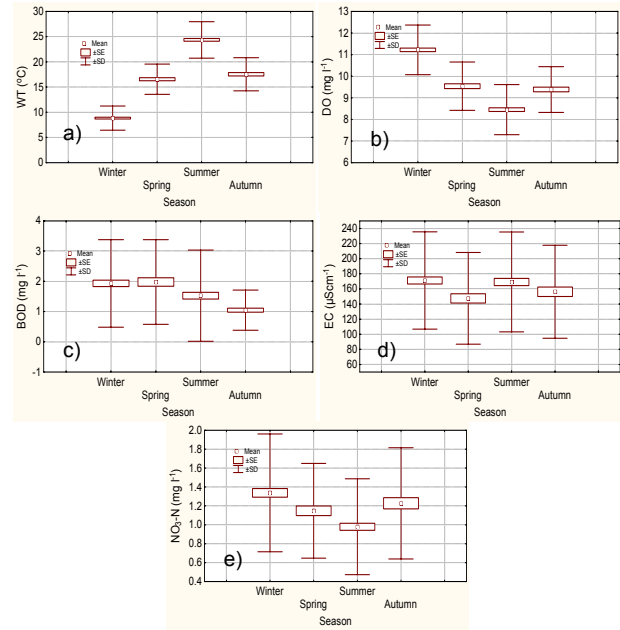 WT (°C)
30
25
20
15
10
5
0
Mean
±SE
±SD
a)
Winter
Spring
Summer
Autumn
Season
DO (mg l⁻¹)
13
12
11
10
9
8
7
6
Mean
±SE
±SD
b)
Winter
Spring
Summer
Autumn
Season
BOD (mg l⁻¹)
4
3
2
1
0
-1
Mean
±SE
±SD
c)
Winter
Spring
Summer
Autumn
Season
EC (µScm⁻¹)
240
220
200
180
160
140
120
100
80
60
Mean
±SE
±SD
d)
Winter
Spring
Summer
Autumn
Season
NO₃-N (mg l⁻¹)
2.0
1.8
1.6
1.4
1.2
1.0
0.8
0.6
0.4
Mean
±SE
±SD
e)
Winter
Spring
Summer
Autumn
Season